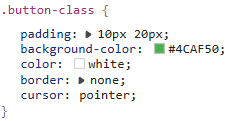 .button-class {
padding: 10px 20px;
background-color: #4CAF50;
color: white;
border: none;
cursor: pointer;
}